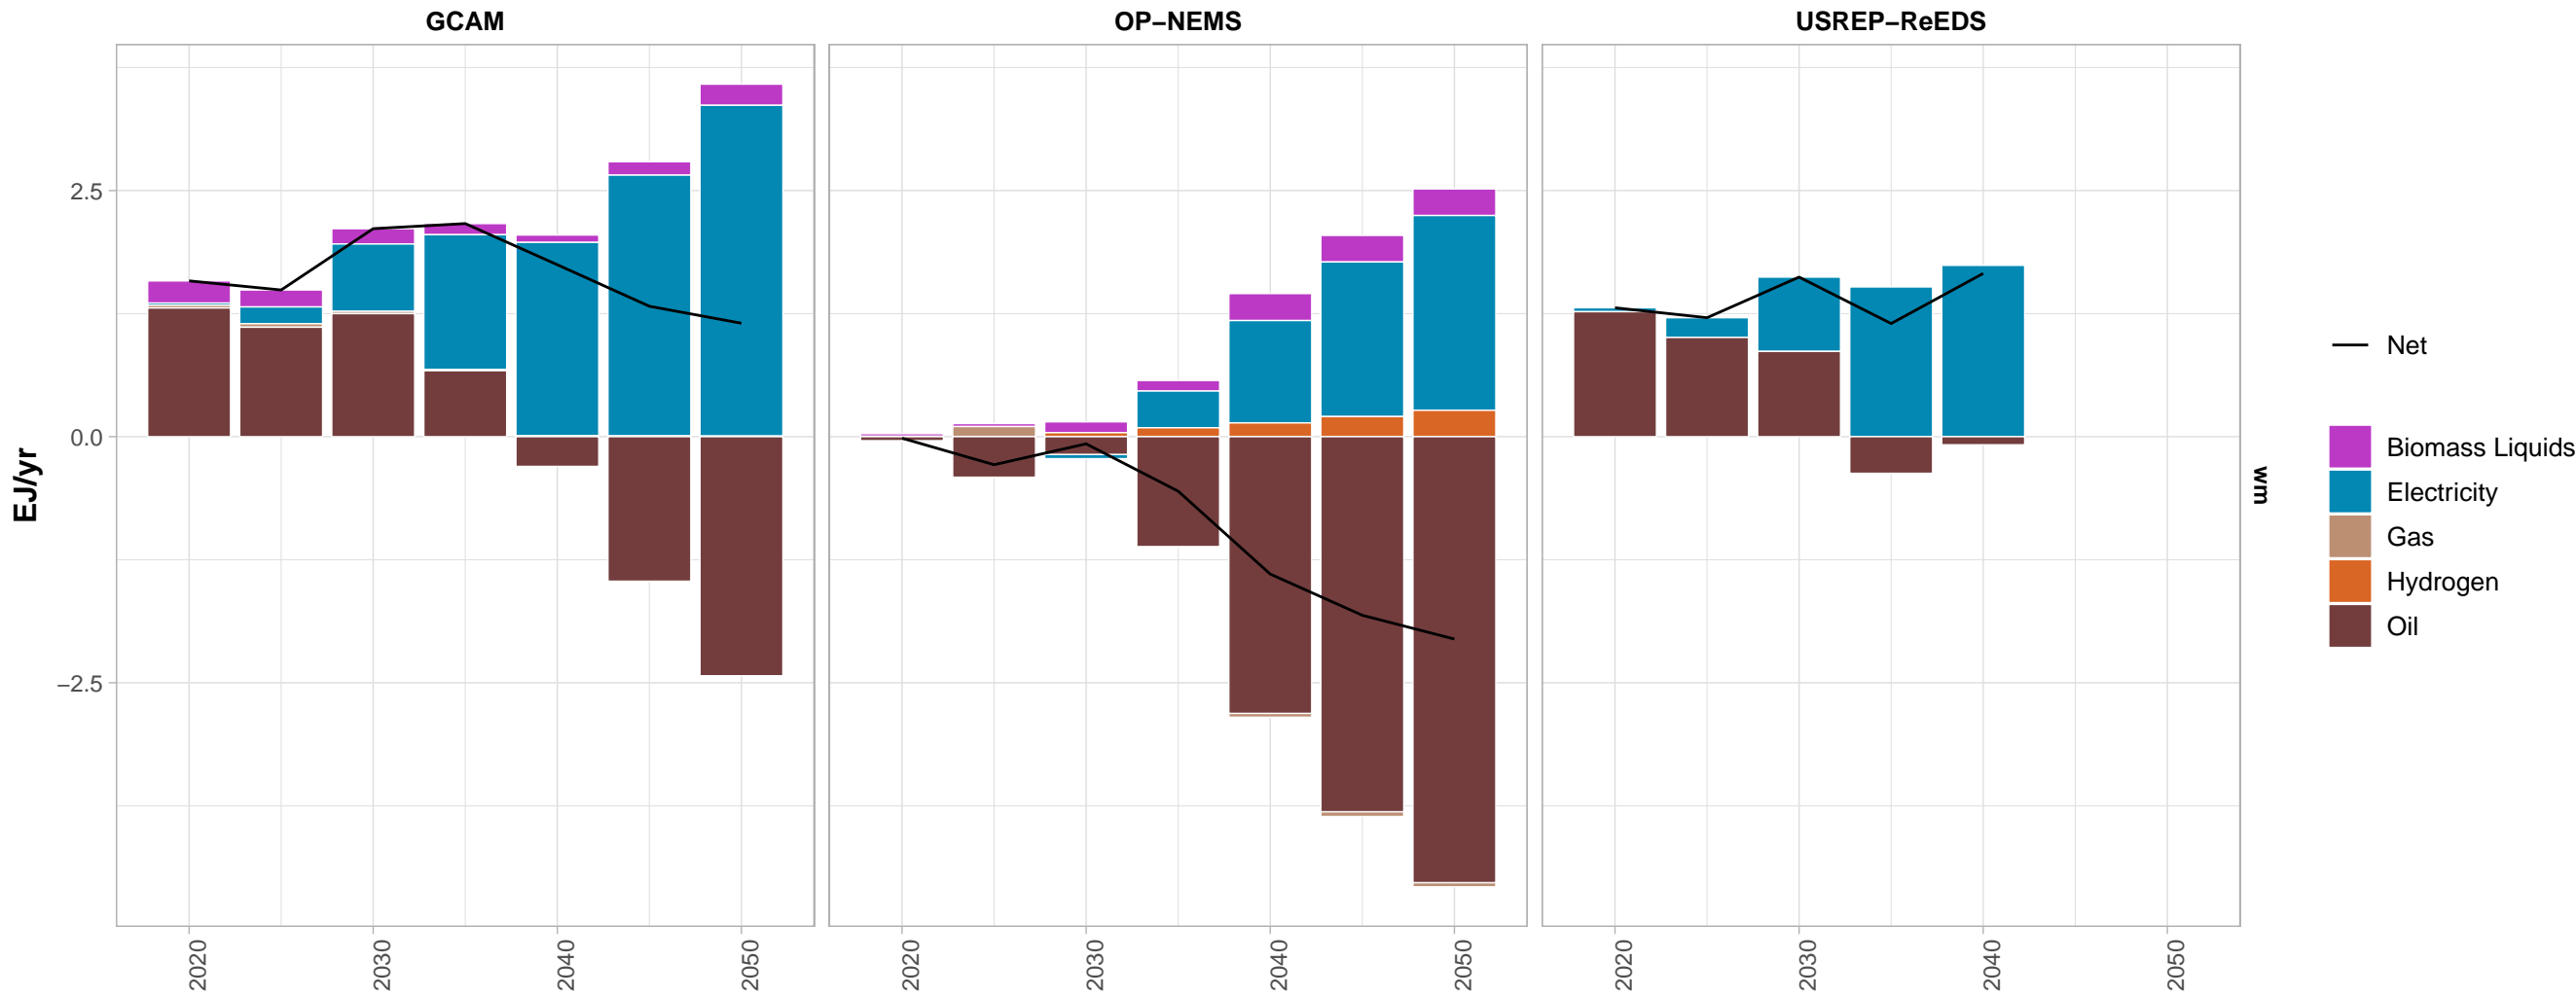 GCAM
OP−NEMS
USREP−ReEDS
EJ/yr
2.5
0.0
−2.5
2020
2030
2040
2050
2020
2030
2040
2050
2020
2030
2040
2050
wm
Net
Biomass Liquids
Electricity
Gas
Hydrogen
Oil